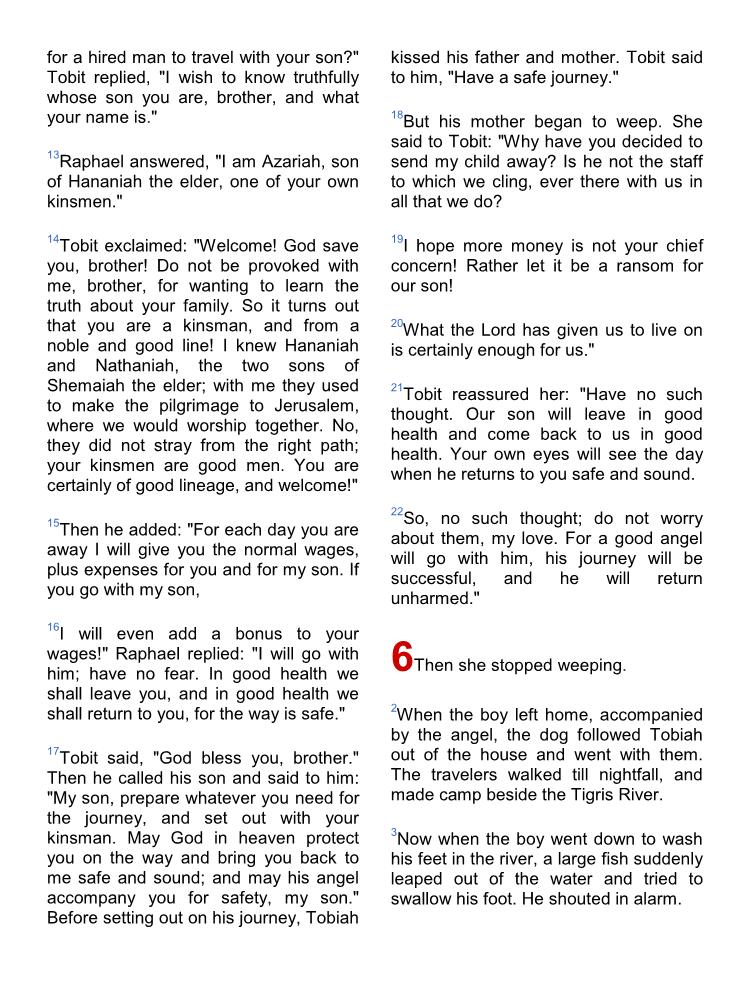 for a hired man to travel with your son?"
Tobit replied, "I wish to know truthfully
whose son you are, brother, and what
your name is."
13Raphael answered, "I am Azariah, son
of Hananiah the elder, one of your own
kinsmen."
14Tobit exclaimed: "Welcome! God save
you, brother! Do not be provoked with
me, brother, for wanting to learn the
truth about your family. So it turns out
that you are a kinsman, and from a
noble and good line! I knew Hananiah
and Nathaniah, the two sons of
Shemaiah the elder; with me they used
to make the pilgrimage to Jerusalem,
where we would worship together. No,
they did not stray from the right path;
your kinsmen are good men. You are
certainly of good lineage, and welcome!"
15Then he added: "For each day you are
away I will give you the normal wages,
plus expenses for you and for my son. If
you go with my son,
16I will even add a bonus to your
wages!" Raphael replied: "I will go with
him; have no fear. In good health we
shall leave you, and in good health we
shall return to you, for the way is safe."
17Tobit said, "God bless you, brother."
Then he called his son and said to him:
"My son, prepare whatever you need for
the journey, and set out with your
kinsman. May God in heaven protect
you on the way and bring you back to
me safe and sound; and may his angel
accompany you for safety, my son."
Before setting out on his journey, Tobiah
kissed his father and mother. Tobit said
to him, "Have a safe journey."
18But his mother began to weep. She
said to Tobit: "Why have you decided to
send my child away? Is he not the staff
to which we cling, ever there with us in
all that we do?
19I hope more money is not your chief
concern! Rather let it be a ransom for
our son!
20What the Lord has given us to live on
is certainly enough for us."
21Tobit reassured her: "Have no such
thought. Our son will leave in good
health and come back to us in good
health. Your own eyes will see the day
when he returns to you safe and sound.
22So, no such thought; do not worry
about them, my love. For a good angel
will go with him, his journey will be
successful, and he will return
unharmed."
6Then she stopped weeping.
2When the boy left home, accompanied
by the angel, the dog followed Tobiah
out of the house and went with them.
The travelers walked till nightfall, and
made camp beside the Tigris River.
3Now when the boy went down to wash
his feet in the river, a large fish suddenly
leaped out of the water and tried to
swallow his foot. He shouted in alarm.